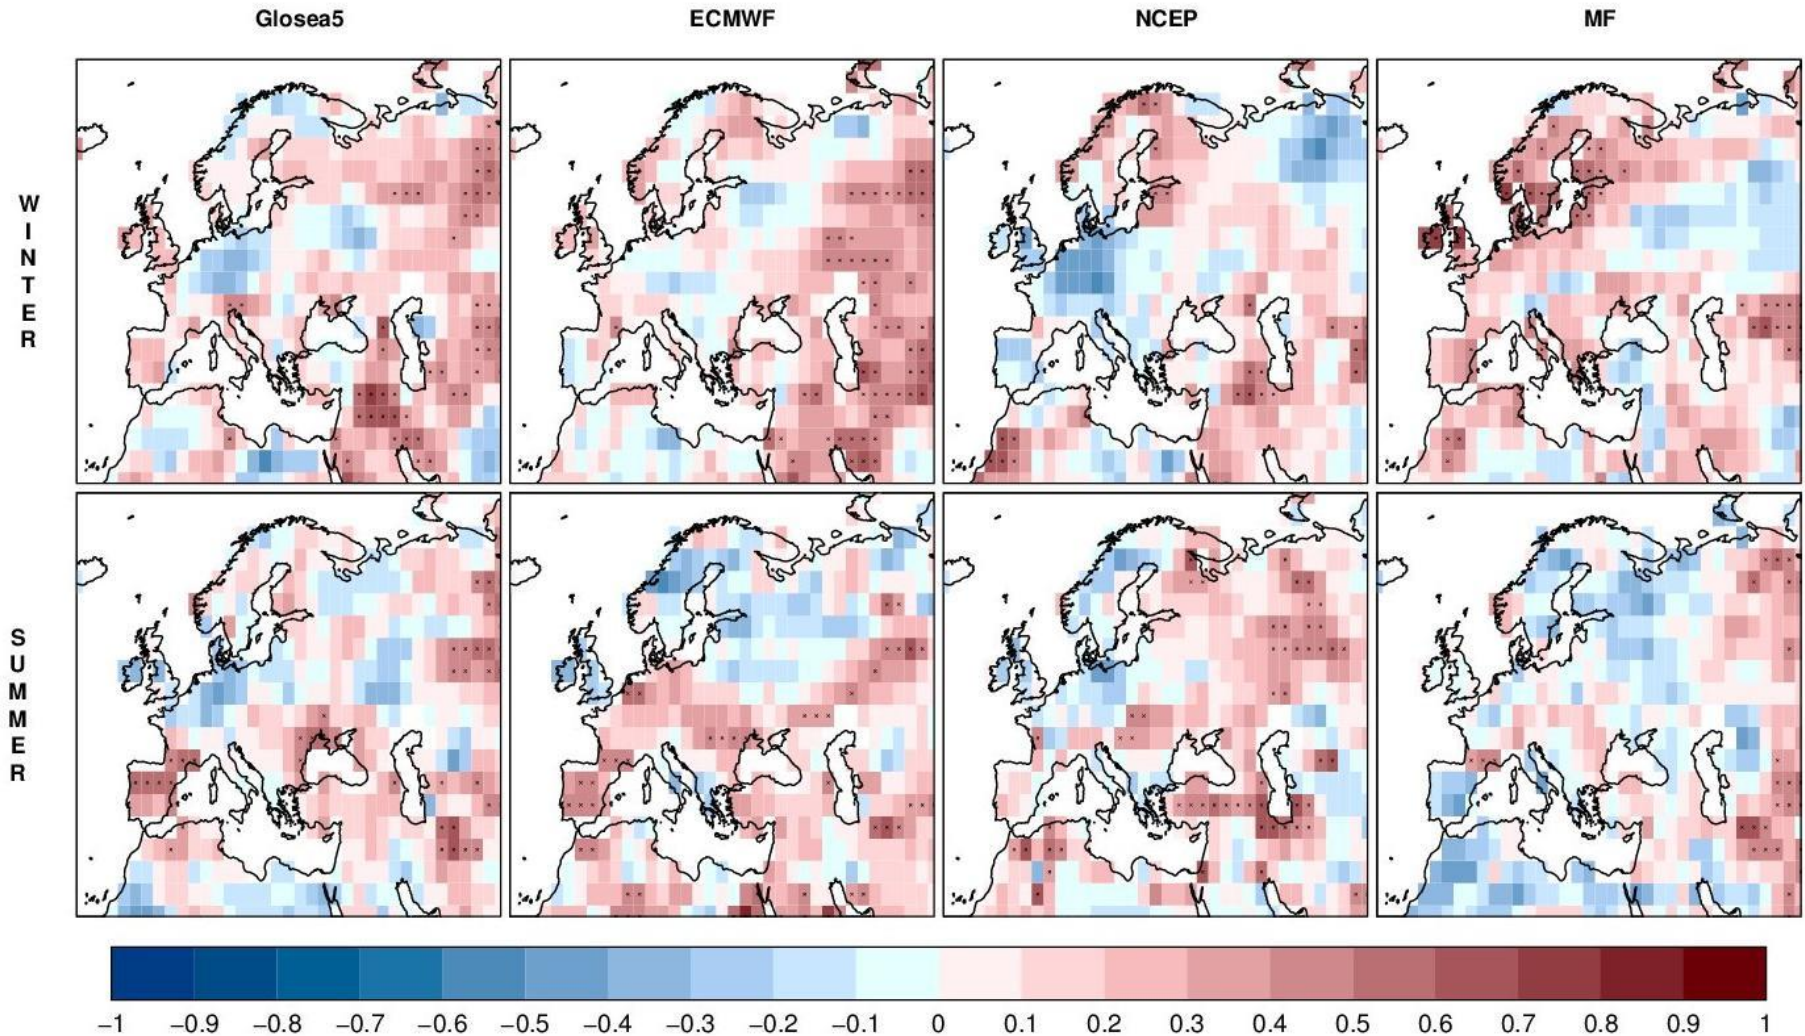 Glosea5 ECMWF NCEP MF
WINTER
SUMMER
−1 −0.9 −0.8 −0.7 −0.6 −0.5 −0.4 −0.3 −0.2 −0.1 0 0.1 0.2 0.3 0.4 0.5 0.6 0.7 0.8 0.9 1